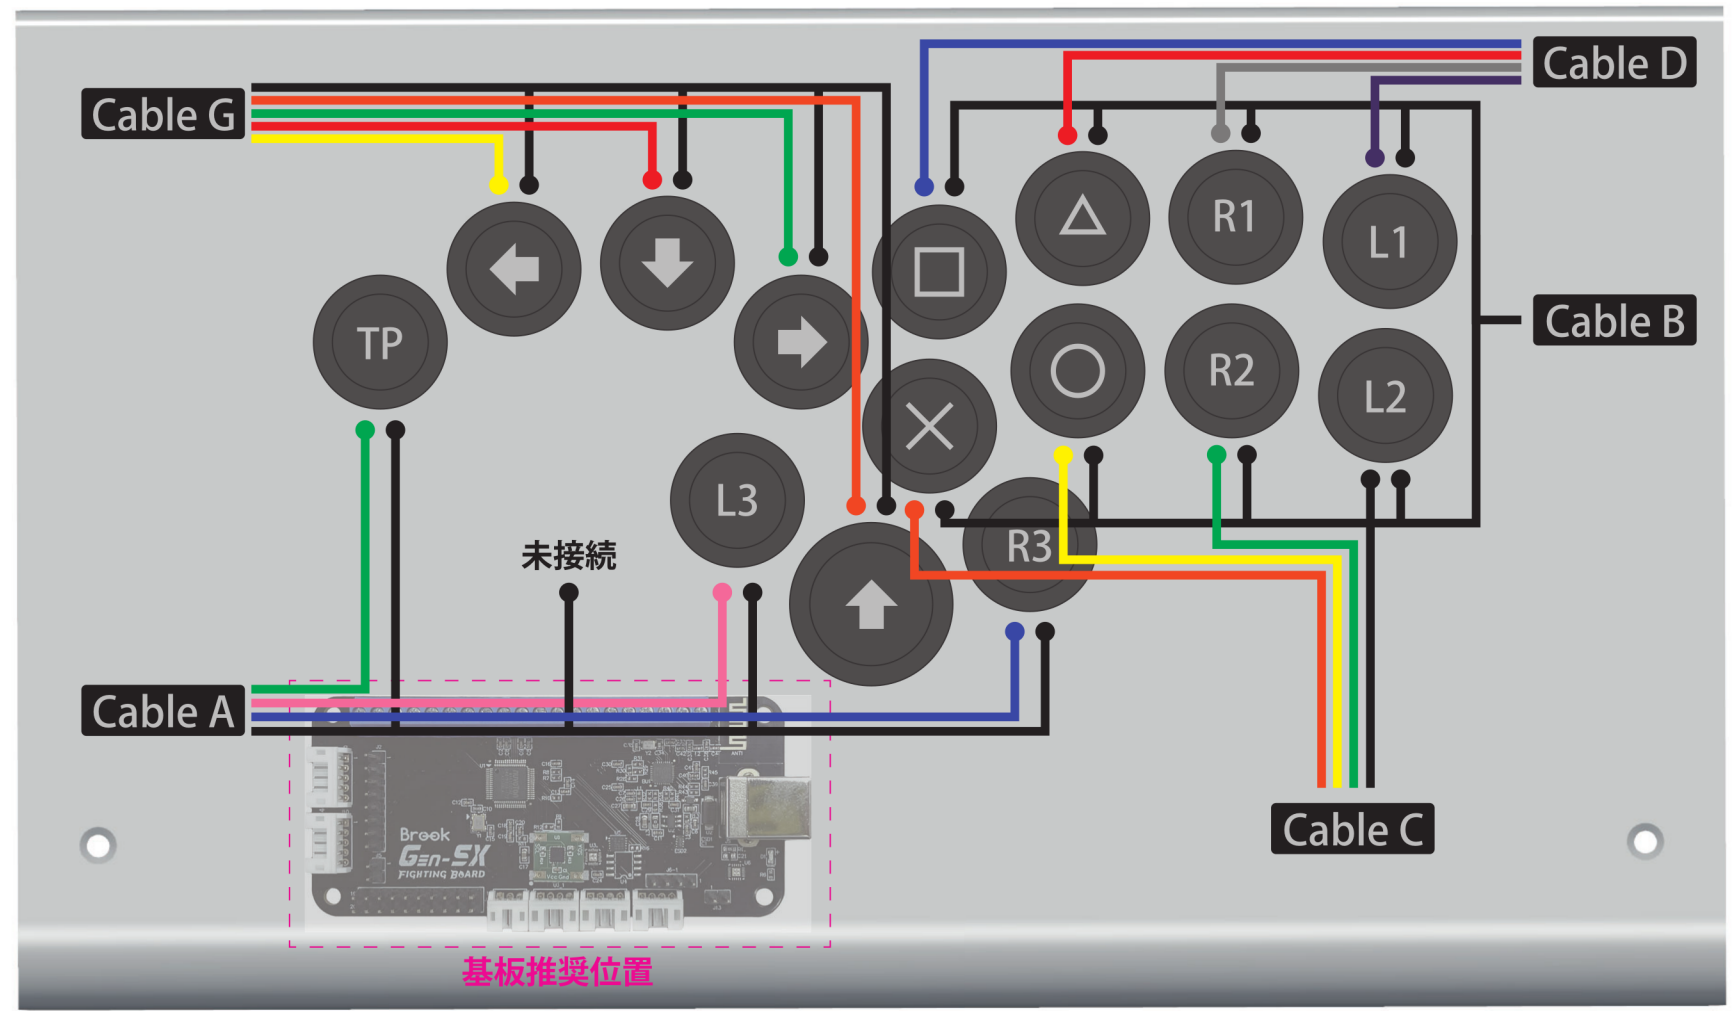 Cable D
Cable G
R1
L1
TP
Cable B
R2
L2
L3
R3
未接続
Cable A
Brook
Gen-5X
FIGHTING BOARD
Cable C
基板推奨位置